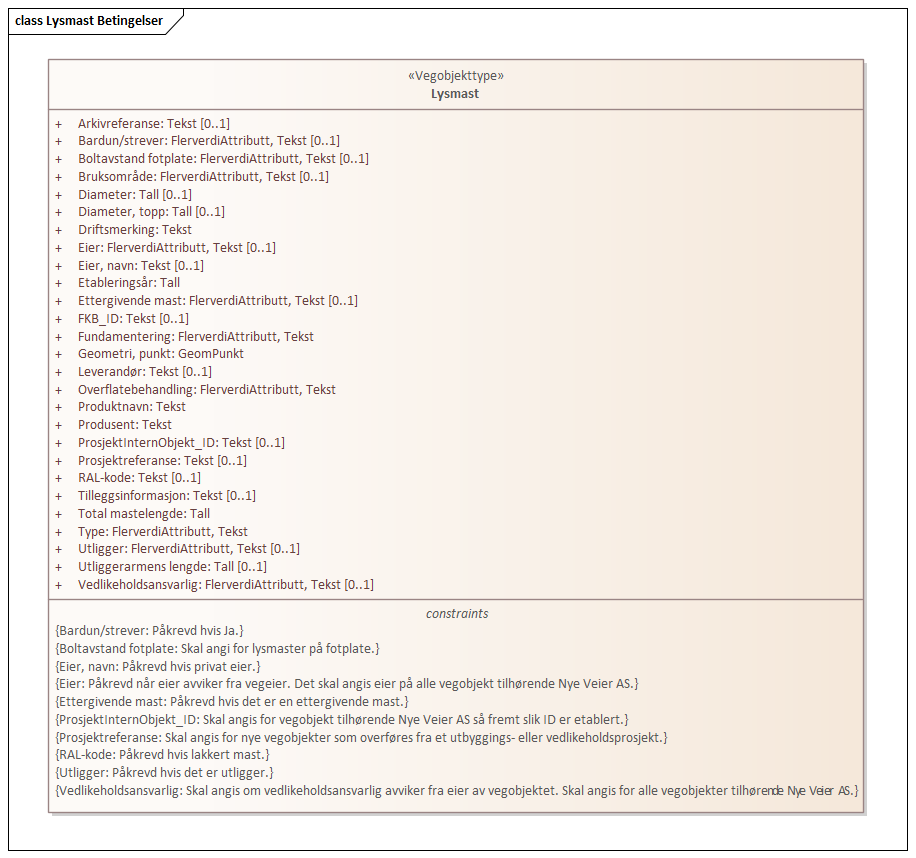 class Lysmast Betingelser
«Vegobjekttype»
Lysmast
+ Arkivreferanse: Tekst [0..1]
+ Bardun/strever: FlerverdiAttributt, Tekst [0..1]
+ Boltavstand fotplate: FlerverdiAttributt, Tekst [0..1]
+ Bruksområde: FlerverdiAttributt, Tekst [0..1]
+ Diameter: Tall [0..1]
+ Diameter, topp: Tall [0..1]
+ Driftsmerking: Tekst
+ Eier: FlerverdiAttributt, Tekst [0..1]
+ Eier, navn: Tekst [0..1]
+ Etableringsår: Tall
+ Ettergivende mast: FlerverdiAttributt, Tekst [0..1]
+ FKB_ID: Tekst [0..1]
+ Fundamentering: FlerverdiAttributt, Tekst
+ Geometri, punkt: GeomPunkt
+ Leverandør: Tekst [0..1]
+ Overflatebehandling: FlerverdiAttributt, Tekst
+ Produktnavn: Tekst
+ Produsent: Tekst
+ ProsjektInternObjekt_ID: Tekst [0..1]
+ Prosjektreferanse: Tekst [0..1]
+ RAL-kode: Tekst [0..1]
+ Tilleggsinformasjon: Tekst [0..1]
+ Total mastelengde: Tall
+ Type: FlerverdiAttributt, Tekst
+ Utligger: FlerverdiAttributt, Tekst [0..1]
+ Utliggerarmens lengde: Tall [0..1]
+ Vedlikeholdsansvarlig: FlerverdiAttributt, Tekst [0..1]
constraints
{Bardun/strever: Påkrevd hvis Ja.}
{Boltavstand fotplate: Skal angi for lysmaster på fotplate.}
{Eier, navn: Påkrevd hvis privat eier.}
{Eier: Påkrevd når eier avviker fra vegeier. Det skal angis eier på alle vegobjekt tilhørende Nye Veier AS.}
{Ettergivende mast: Påkrevd hvis det er en ettergivende mast.}
{ProsjektInternObjekt_ID: Skal angis for vegobjekt tilhørende Nye Veier AS så fremt slik ID er etablert.}
{Prosjektreferanse: Skal angis for nye vegobjekter som overføres fra et utbyggings- eller vedlikeholdsprosjekt.}
{RAL-kode: Påkrevd hvis lakkert mast.}
{Utligger: Påkrevd hvis det er utligger.}
{Vedlikeholdsansvarlig: Skal angis om vedlikeholdsansvarlig avviker fra eier av vegobjektet. Skal angis for alle vegobjekter tilhørende Nye Veier AS.}